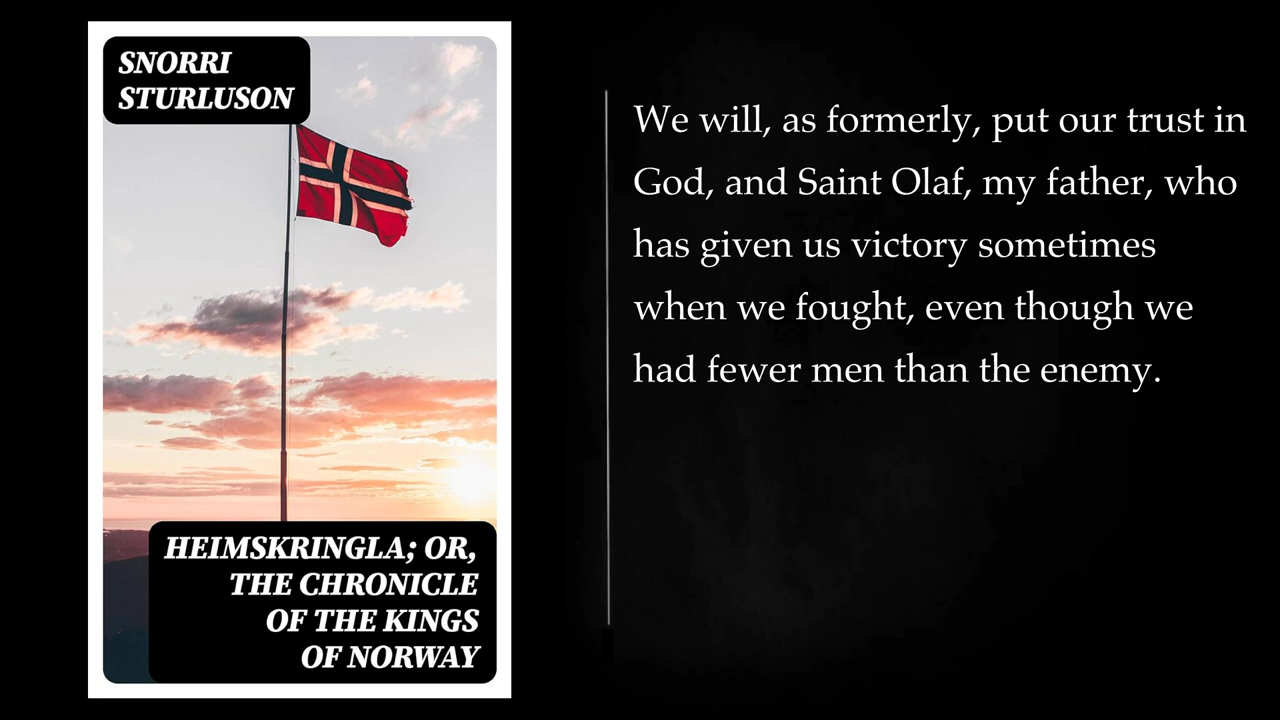 SNORRI
STURLUSON
HEIMSKRINGLA; OR,
THE CHRONICLE
OF THE KINGS
OF NORWAY
We will, as formerly, put our trust in
God, and Saint Olaf, my father, who
has given us victory sometimes
when we fought, even though we
had fewer men than the enemy.